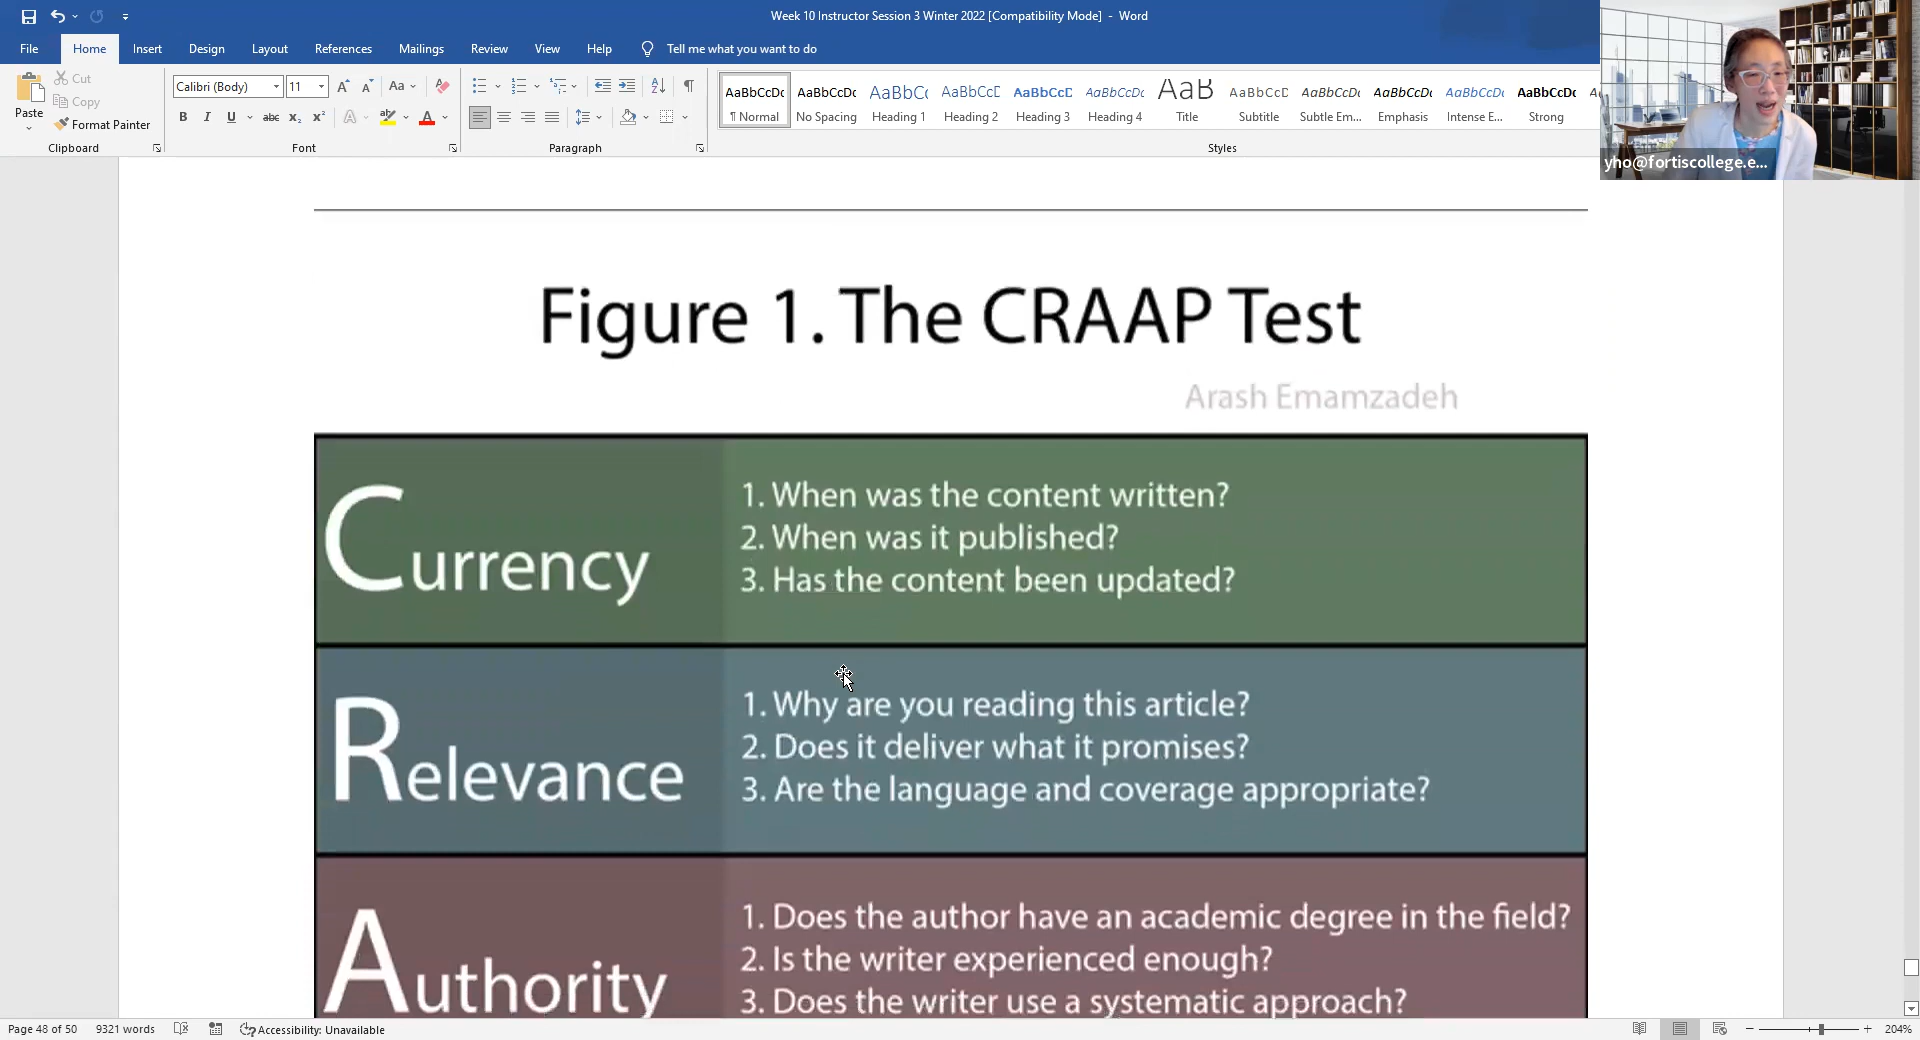 Week 10 Instructor Session 3 Winter 2022 [Compatibility Mode] - Word
File Home Insert Design Layout References Mailings Review View Help Tell me what you want to do
Cut
Copy
Format Painter
Paste
Clipboard
Calibri (Body) 11
Font
Paragraph
AaBbCcDc AaBbCcDc AaBbC AaBbCcD AaBbCcD AaBbCcDc AaB AaBbCcD AaBbCcDc AaBbCcDc AaBbCcDc AaBbCcDc
¶ Normal No Spacing Heading 1 Heading 2 Heading 3 Heading 4 Title Subtitle Subtle Em... Emphasis Intense E... Strong
Styles
yho@fortiscollege.e...
Figure 1. The CRAAP Test
Arash Emamzadeh
Currency
1. When was the content written?
2. When was it published?
3. Has the content been updated?
Relevance
1. Why are you reading this article?
2. Does it deliver what it promises?
3. Are the language and coverage appropriate?
Authority
1. Does the author have an academic degree in the field?
2. Is the writer experienced enough?
3. Does the writer use a systematic approach?
Page 48 of 50 9321 words Accessibility: Unavailable 204%